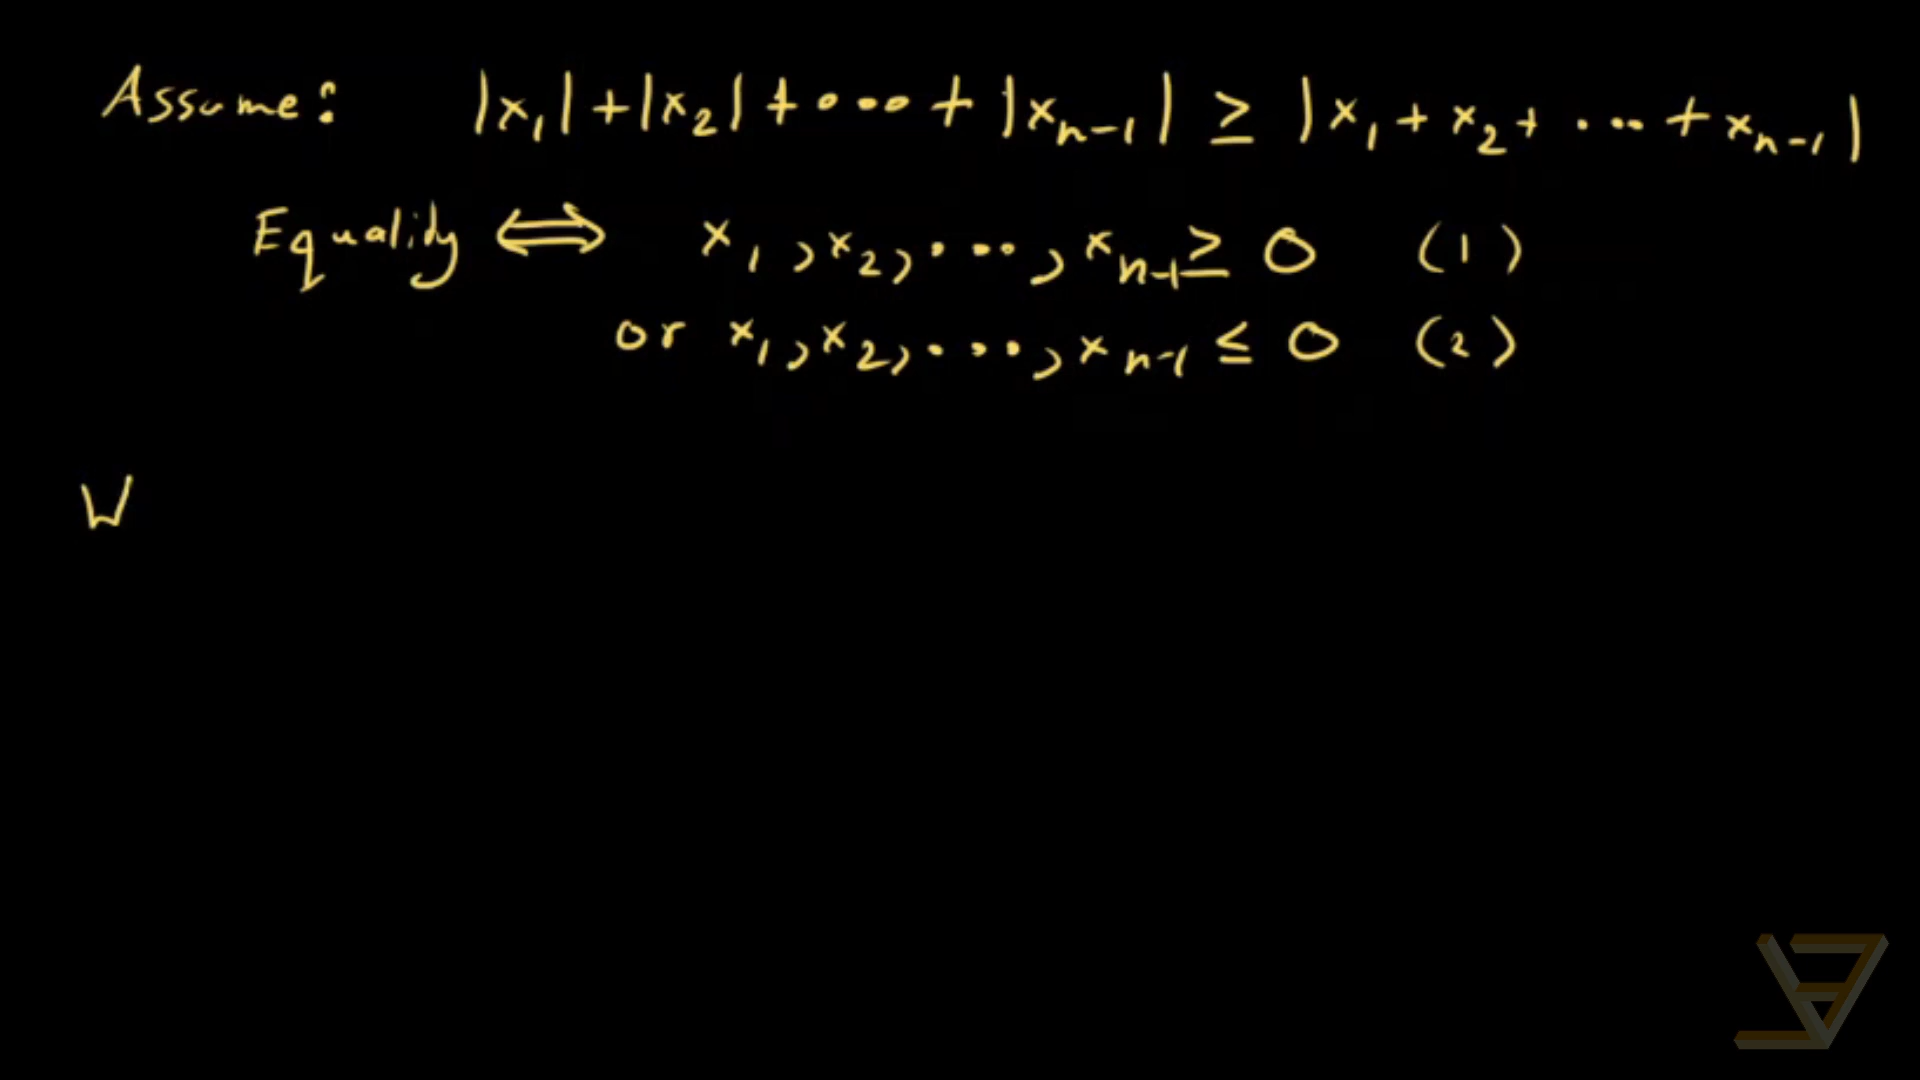 Assume: |x₁| + |x₂| + ··· + |xₙ₋₁| ≥ |x₁ + x₂ + ··· + xₙ₋₁|
Equality ⟺ x₁, x₂, ···, xₙ₋₁ ≥ 0 (1)
or x₁, x₂, ···, xₙ₋₁ ≤ 0 (2)
W